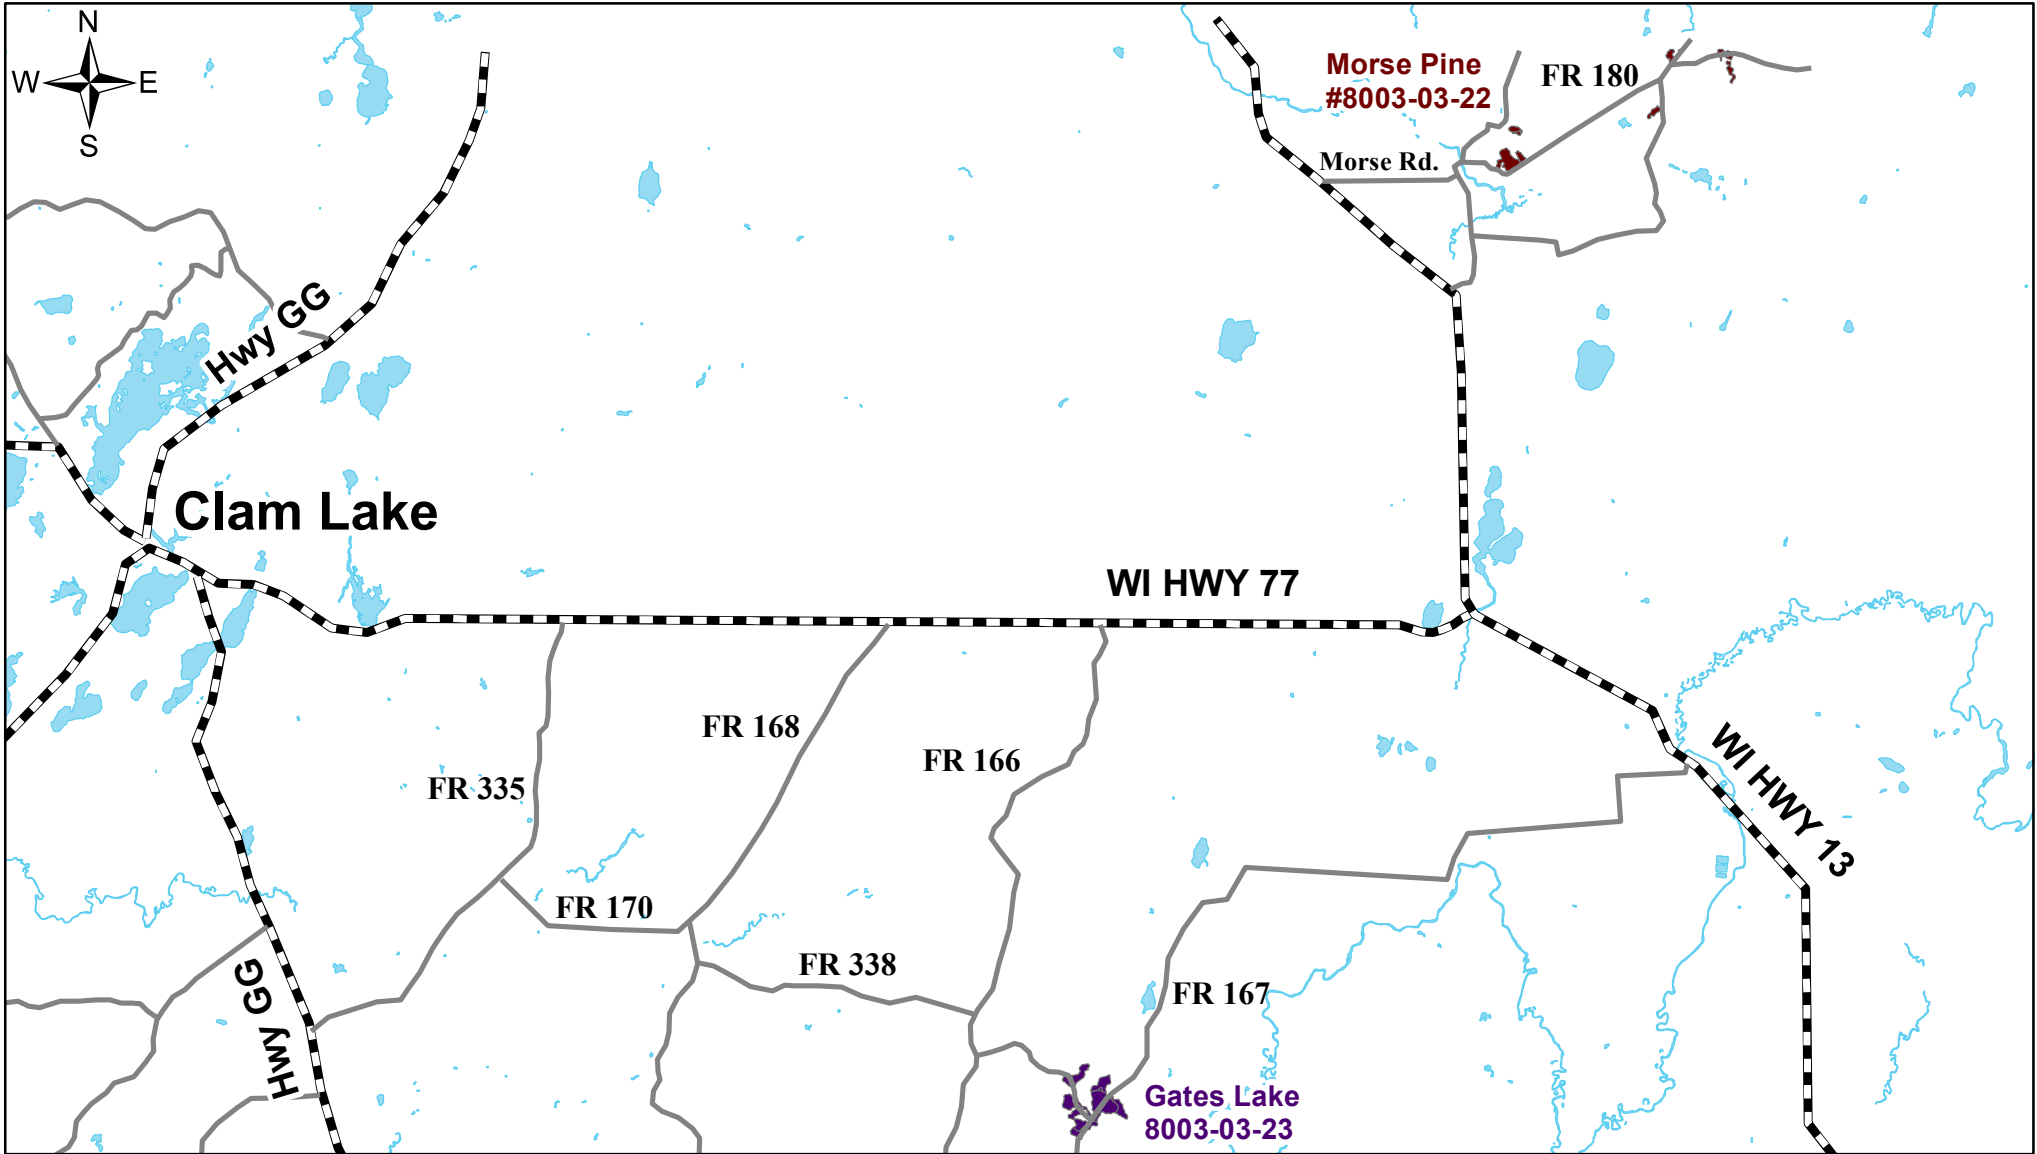 N
W E
S
Morse Pine
#8003-03-22
FR 180
Morse Rd.
Hwy GG
Clam Lake
WI HWY 77
FR 168
FR 166
FR 335
WI HWY 13
FR 170
FR 338
FR 167
Hwy GG
Gates Lake
8003-03-23